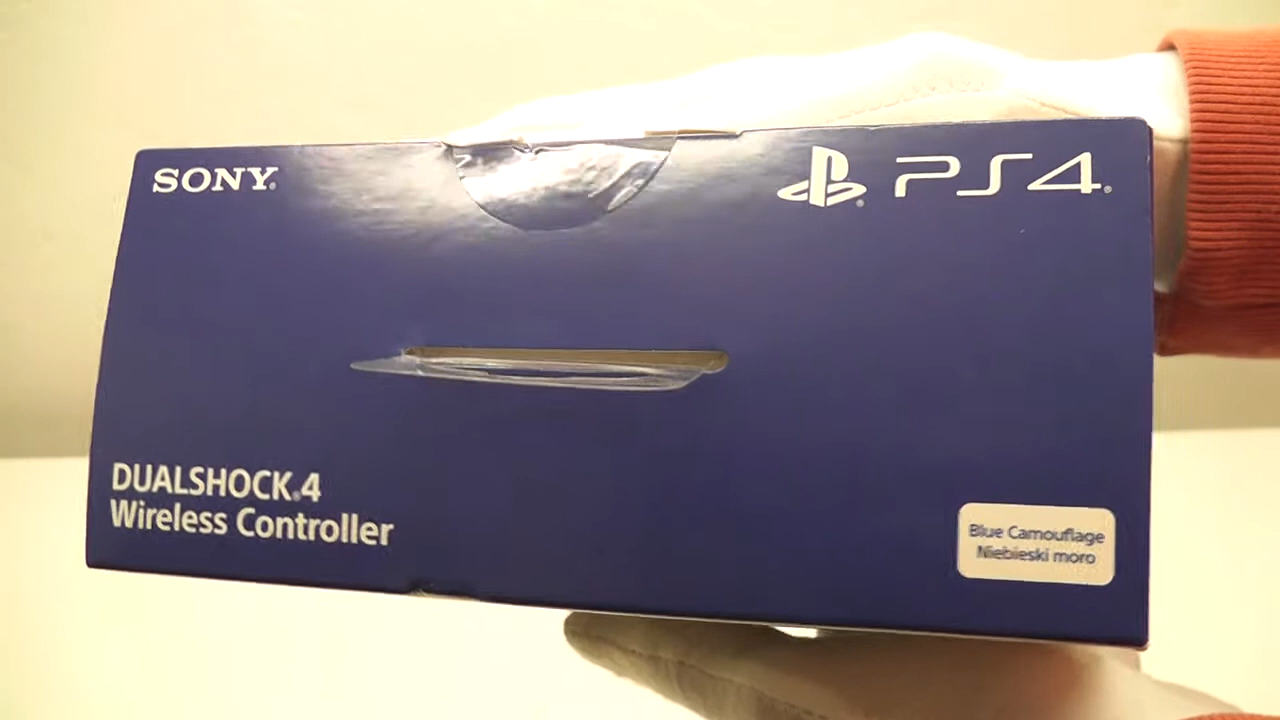 SONY®
PS4®
DUALSHOCK®4
Wireless Controller
Blue Camouflage
Niebieski moro